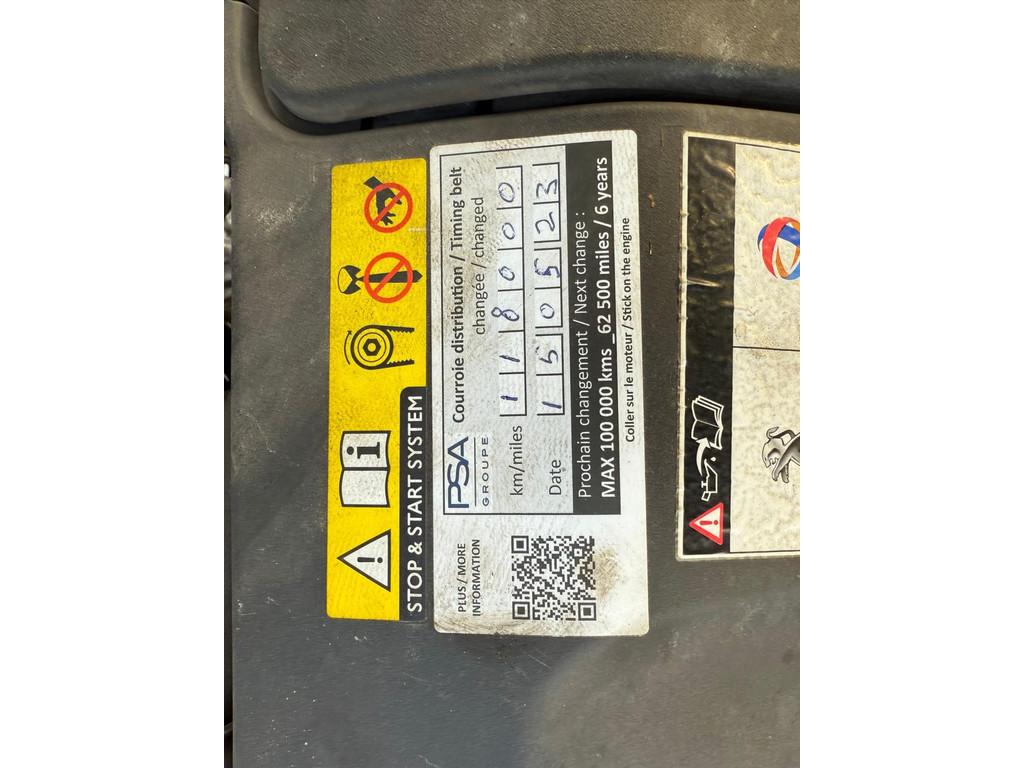 STOP & START SYSTEM
PSA
GROUPE
Courroie distribution / Timing belt
changée / changed
km/miles 118000
Date 150523
Prochain changement / Next change :
MAX 100 000 kms _62 500 miles / 6 years
Coller sur le moteur / Stick on the engine
PLUS / MORE
INFORMATION